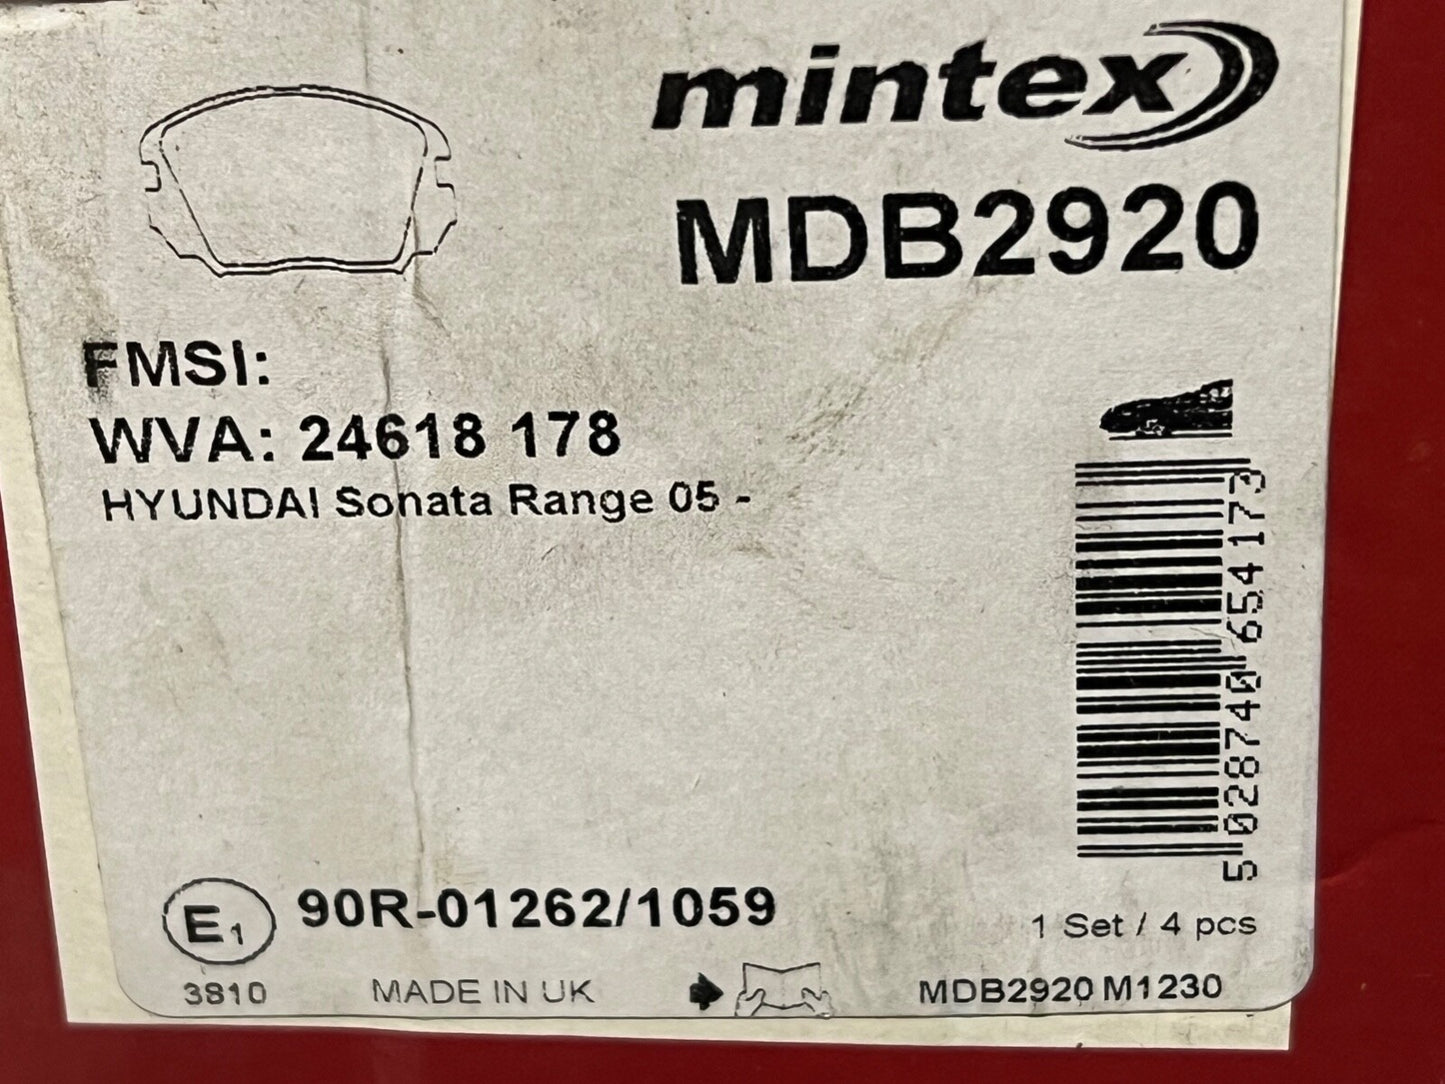 mintex
MDB2920
FMSI:
WVA: 24618 178
HYUNDAI Sonata Range 05 -
5 028740 654173
E1 90R-01262/1059
1 Set / 4 pcs
3810 MADE IN UK MDB2920 M1230